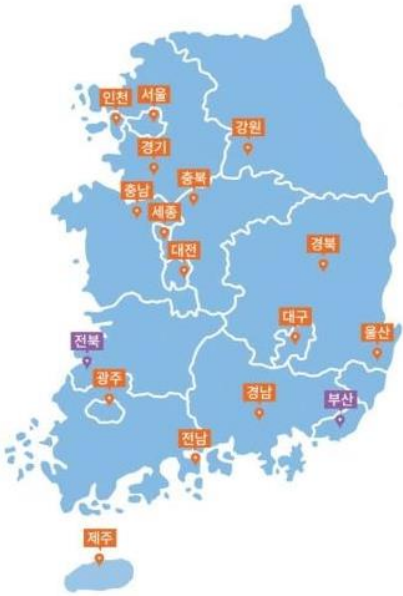 인천
서울
강원
경기
충북
충남
세종
대전
경북
대구
울산
전북
광주
경남
부산
전남
제주